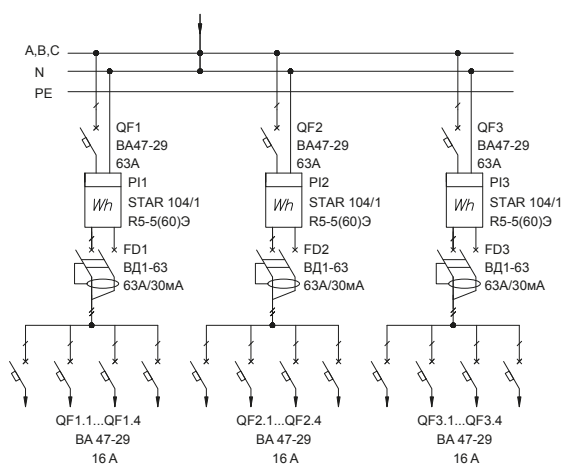 A,B,C
N
PE
QF1
ВА47-29
63А
PI1
Wh
STAR 104/1
R5-5(60)Э
FD1
ВД1-63
63А/30мА
QF1.1...QF1.4
ВА 47-29
16 А
QF2
ВА47-29
63А
PI2
Wh
STAR 104/1
R5-5(60)Э
FD2
ВД1-63
63А/30мА
QF2.1...QF2.4
ВА 47-29
16 А
QF3
ВА47-29
63А
PI3
Wh
STAR 104/1
R5-5(60)Э
FD3
ВД1-63
63А/30мА
QF3.1...QF3.4
ВА 47-29
16 А